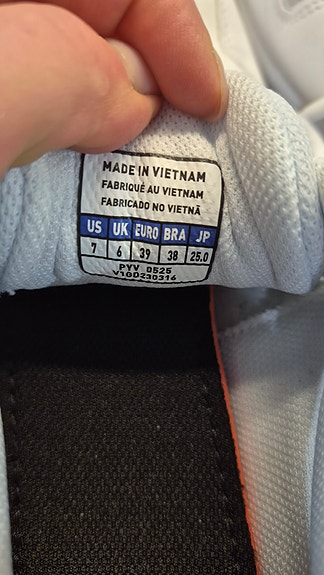 MADE IN VIETNAM
FABRIQUÉ AU VIETNAM
FABRICADO NO VIETNÃ
US UK EURO BRA JP
7 6 39 38 25.0
PYV 0525
V1GD230316